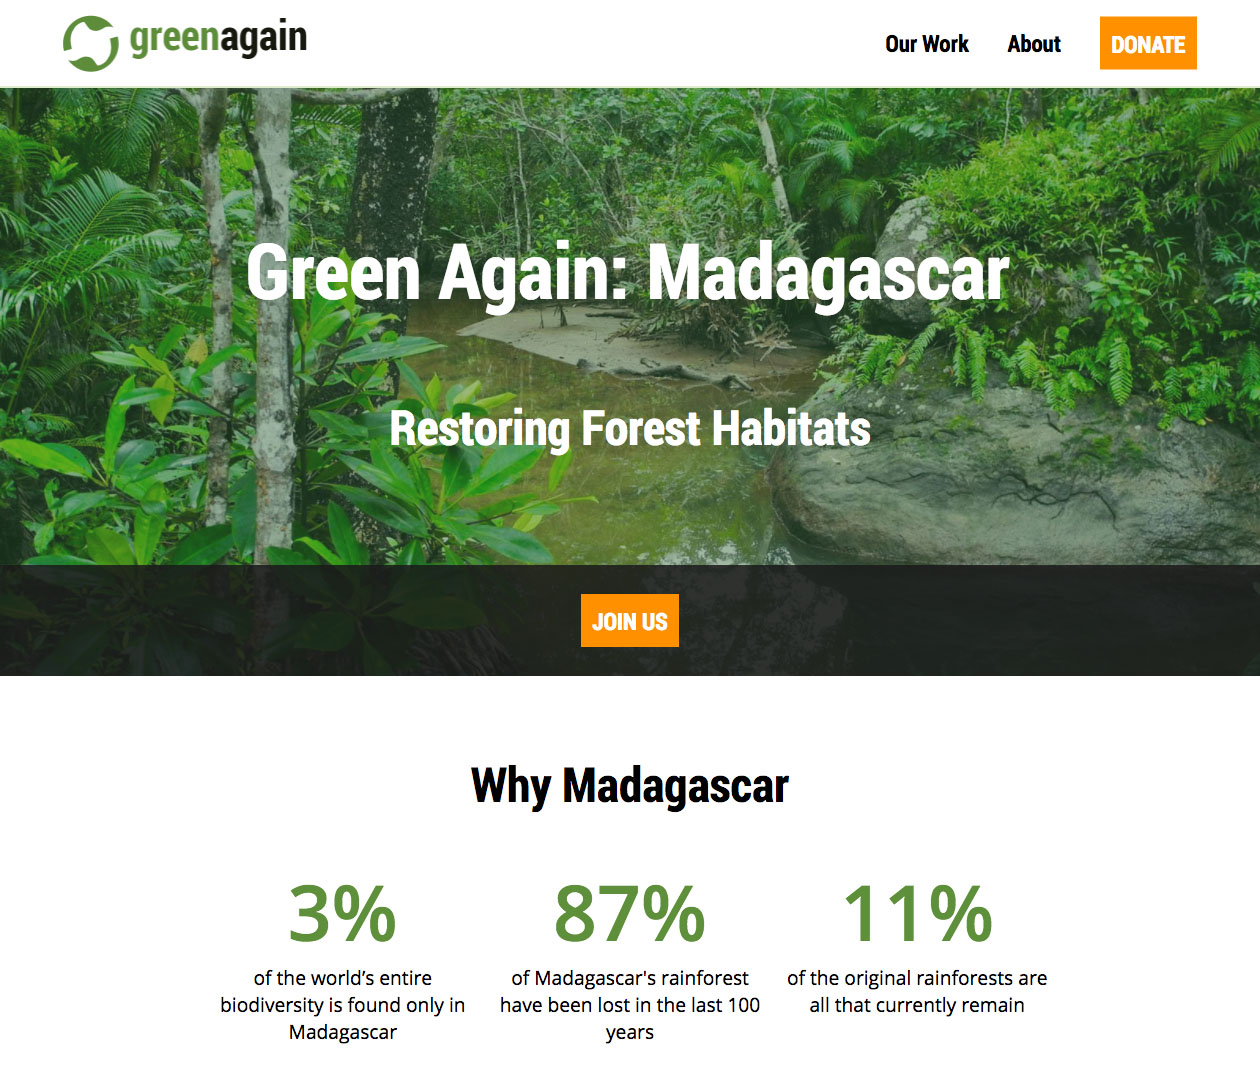 greenagain
Our Work
About
DONATE
Green Again: Madagascar
Restoring Forest Habitats
JOIN US
Why Madagascar
3%
of the world’s entire
biodiversity is found only in
Madagascar
87%
of Madagascar's rainforest
have been lost in the last 100
years
11%
of the original rainforests are
all that currently remain